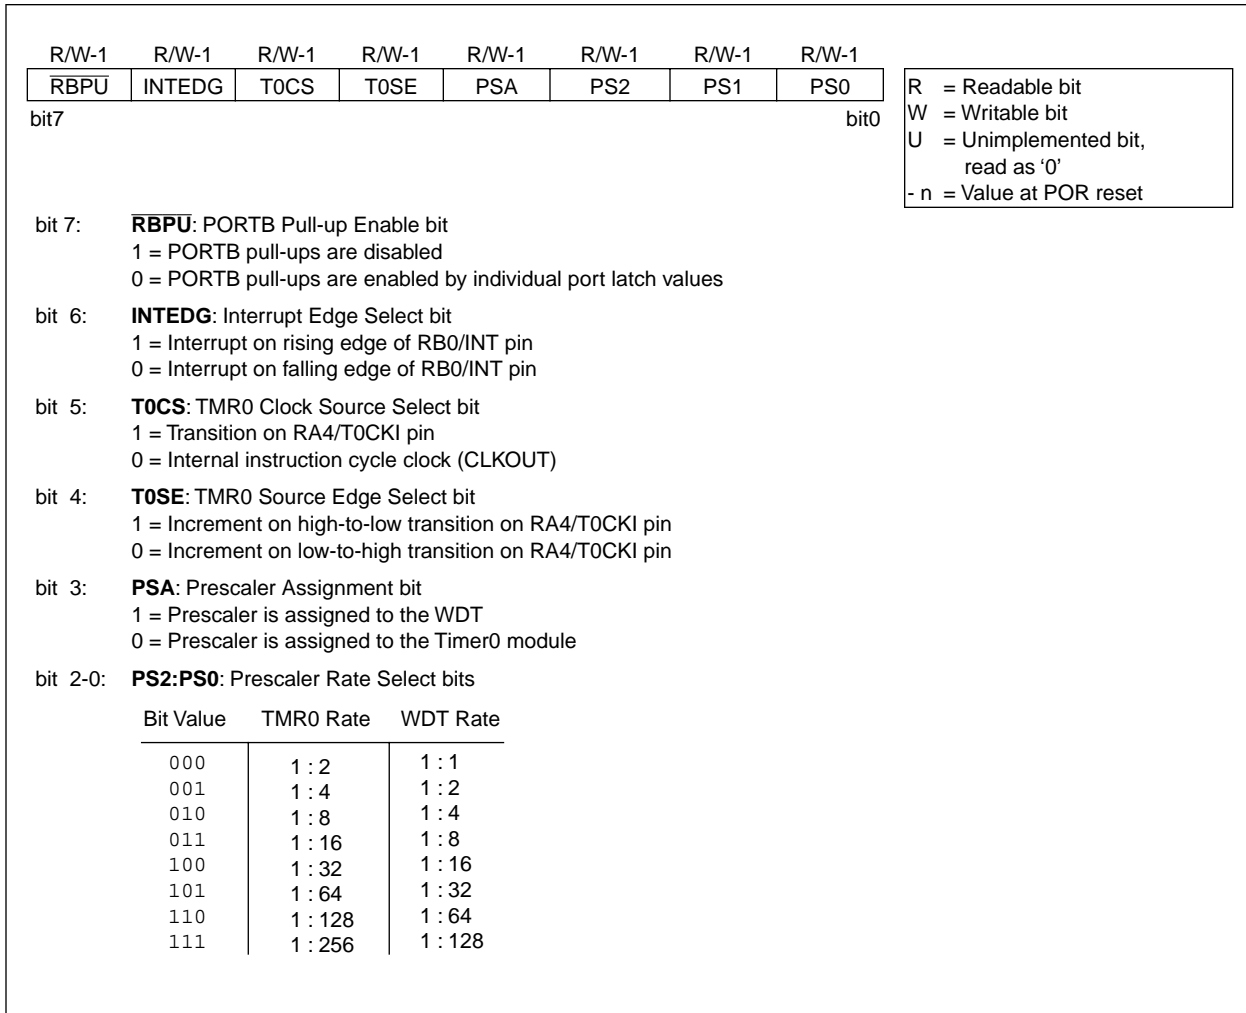 R/W-1 R/W-1 R/W-1 R/W-1 R/W-1 R/W-1 R/W-1 R/W-1
R̅B̅P̅U̅ INTEDG T0CS T0SE PSA PS2 PS1 PS0
bit7 bit0
R = Readable bit
W = Writable bit
U = Unimplemented bit,
read as ‘0’
- n = Value at POR reset
bit 7: R̅B̅P̅U̅: PORTB Pull-up Enable bit
1 = PORTB pull-ups are disabled
0 = PORTB pull-ups are enabled by individual port latch values
bit 6: INTEDG: Interrupt Edge Select bit
1 = Interrupt on rising edge of RB0/INT pin
0 = Interrupt on falling edge of RB0/INT pin
bit 5: T0CS: TMR0 Clock Source Select bit
1 = Transition on RA4/T0CKI pin
0 = Internal instruction cycle clock (CLKOUT)
bit 4: T0SE: TMR0 Source Edge Select bit
1 = Increment on high-to-low transition on RA4/T0CKI pin
0 = Increment on low-to-high transition on RA4/T0CKI pin
bit 3: PSA: Prescaler Assignment bit
1 = Prescaler is assigned to the WDT
0 = Prescaler is assigned to the Timer0 module
bit 2-0: PS2:PS0: Prescaler Rate Select bits
Bit Value TMR0 Rate WDT Rate
000 1 : 2 1 : 1
001 1 : 4 1 : 2
010 1 : 8 1 : 4
011 1 : 16 1 : 8
100 1 : 32 1 : 16
101 1 : 64 1 : 32
110 1 : 128 1 : 64
111 1 : 256 1 : 128